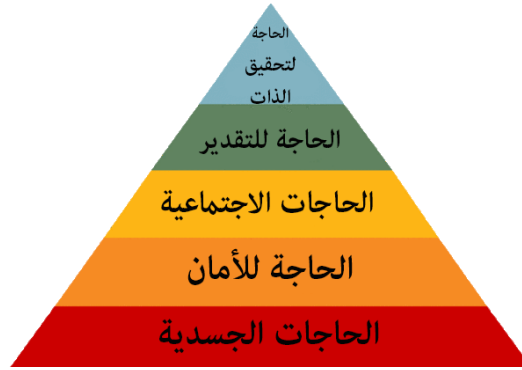 الحاجة
لتحقيق
الذات
الحاجة للتقدير
الحاجات الاجتماعية
الحاجة للأمان
الحاجات الجسدية